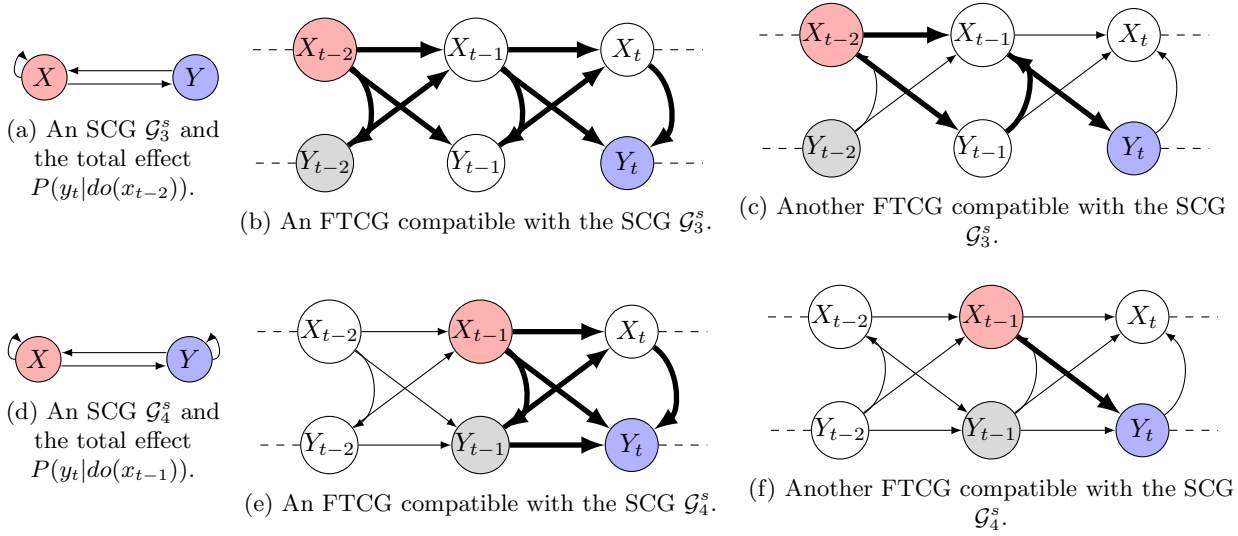 X
Y
(a) An SCG 𝒢₃ˢ and
the total effect
P(yₜ|do(xₜ₋₂)).
Xₜ₋₂
Xₜ₋₁
Xₜ
Yₜ₋₂
Yₜ₋₁
Yₜ
(b) An FTCG compatible with the SCG 𝒢₃ˢ.
Xₜ₋₂
Xₜ₋₁
Xₜ
Yₜ₋₂
Yₜ₋₁
Yₜ
(c) Another FTCG compatible with the SCG
𝒢₃ˢ.
X
Y
(d) An SCG 𝒢₄ˢ and
the total effect
P(yₜ|do(xₜ₋₁)).
Xₜ₋₂
Xₜ₋₁
Xₜ
Yₜ₋₂
Yₜ₋₁
Yₜ
(e) An FTCG compatible with the SCG 𝒢₄ˢ.
Xₜ₋₂
Xₜ₋₁
Xₜ
Yₜ₋₂
Yₜ₋₁
Yₜ
(f) Another FTCG compatible with the SCG
𝒢₄ˢ.